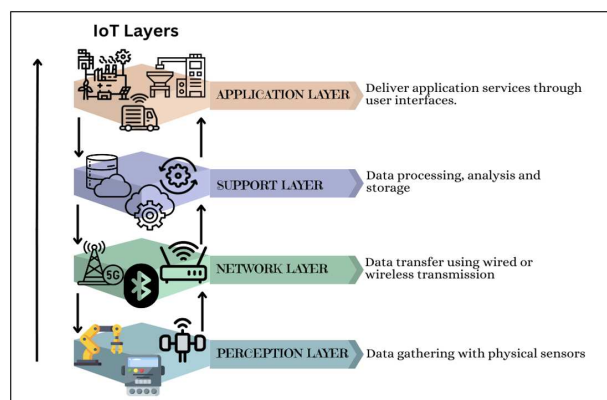 IoT Layers
APPLICATION LAYER
Deliver application services through
user interfaces.
SUPPORT LAYER
Data processing, analysis and
storage
5G
NETWORK LAYER
Data transfer using wired or
wireless transmission
PERCEPTION LAYER
Data gathering with physical sensors